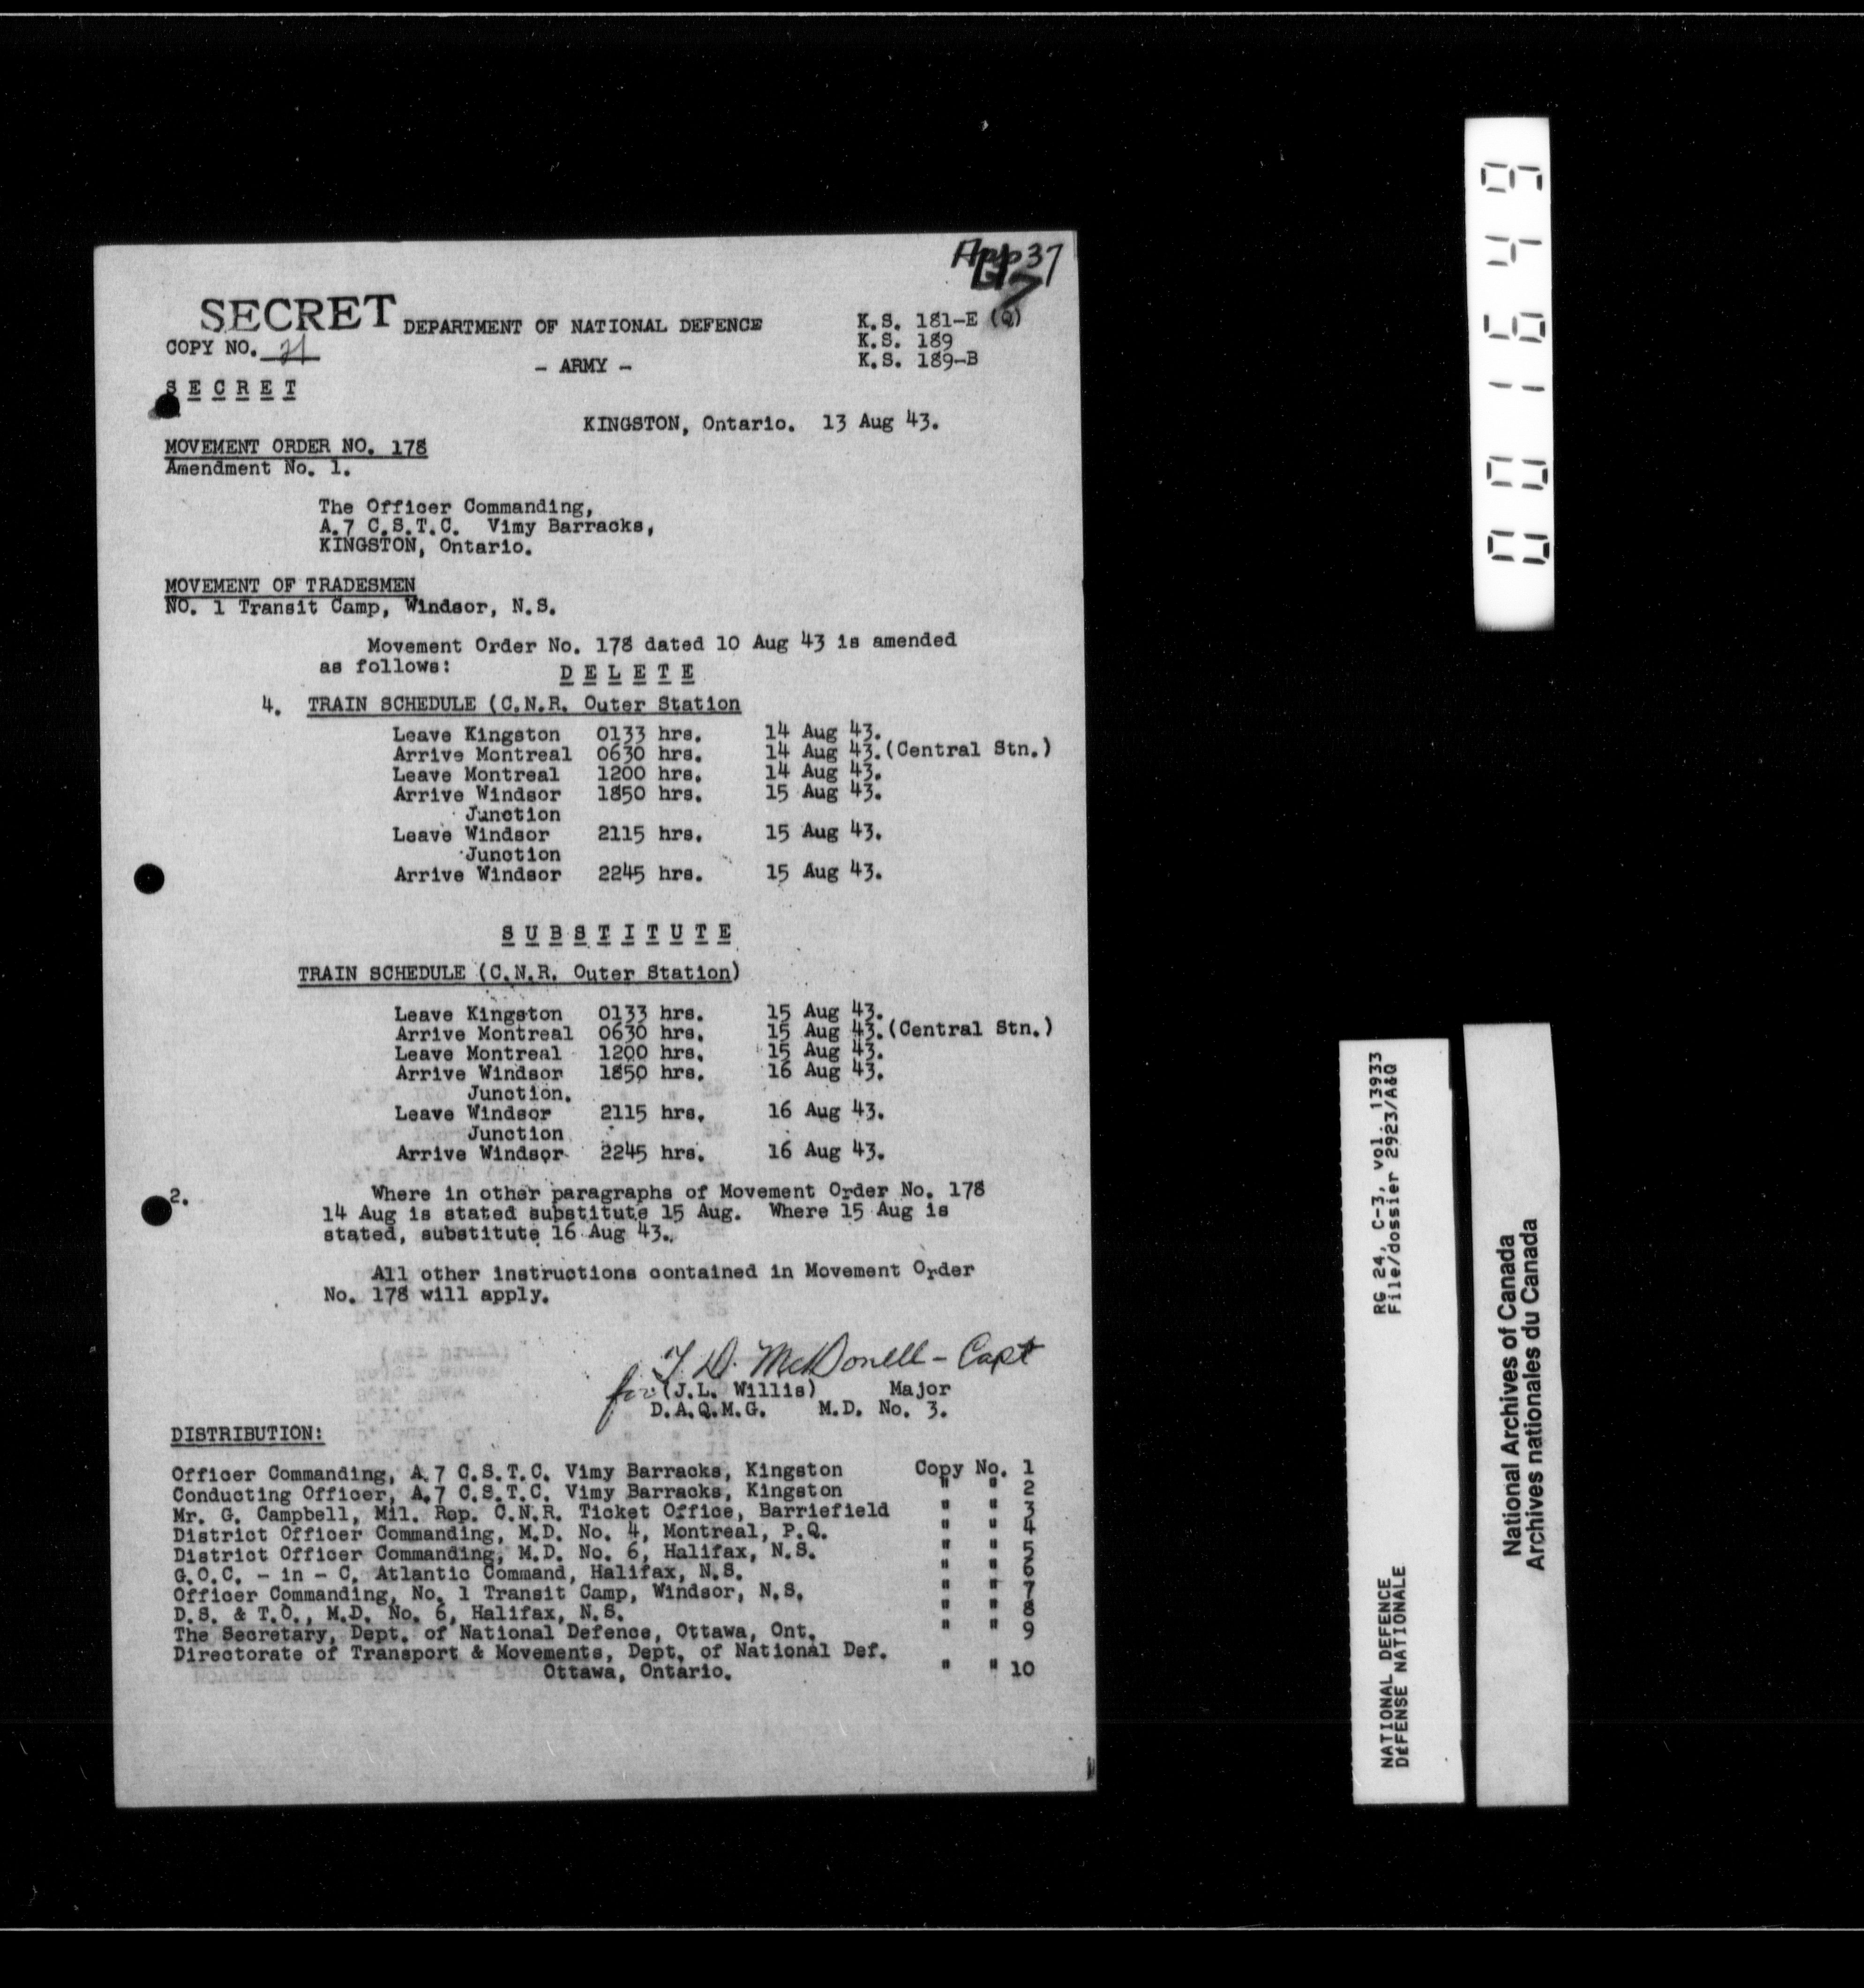 App 37
47
SECRET
DEPARTMENT OF NATIONAL DEFENCE
K.S. 181-E (Q)
COPY NO. 21
K.S. 189
- ARMY -
K.S. 189-B
S E C R E T
KINGSTON, Ontario. 13 Aug 43.
MOVEMENT ORDER NO. 178
Amendment No. 1.
The Officer Commanding,
A.7 C.S.T.C. Vimy Barracks,
KINGSTON, Ontario.
MOVEMENT OF TRADESMEN
NO. 1 Transit Camp, Windsor, N.S.
Movement Order No. 178 dated 10 Aug 43 is amended
as follows:
D E L E T E
4. TRAIN SCHEDULE (C.N.R. Outer Station
Leave Kingston 0133 hrs. 14 Aug 43.
Arrive Montreal 0630 hrs. 14 Aug 43.(Central Stn.)
Leave Montreal 1200 hrs. 14 Aug 43.
Arrive Windsor 1850 hrs. 15 Aug 43.
Junction
Leave Windsor 2115 hrs. 15 Aug 43.
Junction
Arrive Windsor 2245 hrs. 15 Aug 43.
S U B S T I T U T E
TRAIN SCHEDULE (C.N.R. Outer Station)
Leave Kingston 0133 hrs. 15 Aug 43.
Arrive Montreal 0630 hrs. 15 Aug 43.(Central Stn.)
Leave Montreal 1200 hrs. 15 Aug 43.
Arrive Windsor 1850 hrs. 16 Aug 43.
Junction.
Leave Windsor 2115 hrs. 16 Aug 43.
Junction
Arrive Windsor 2245 hrs. 16 Aug 43.
2. Where in other paragraphs of Movement Order No. 178
14 Aug is stated substitute 15 Aug. Where 15 Aug is
stated, substitute 16 Aug 43.
All other instructions contained in Movement Order
No. 178 will apply.
McDonell - Capt
for (J.L. Willis) Major
D.A.Q.M.G. M.D. No. 3.
DISTRIBUTION:
Officer Commanding, A.7 C.S.T.C. Vimy Barracks, Kingston Copy No. 1
Conducting Officer, A.7 C.S.T.C. Vimy Barracks, Kingston " " 2
Mr. G. Campbell, Mil. Rep. C.N.R. Ticket Office, Barriefield " " 3
District Officer Commanding, M.D. No. 4, Montreal, P.Q. " " 4
District Officer Commanding, M.D. No. 6, Halifax, N.S. " " 5
G.O.C. - in - C. Atlantic Command, Halifax, N.S. " " 6
Officer Commanding, No. 1 Transit Camp, Windsor, N.S. " " 7
D.S. & T.O., M.D. No. 6, Halifax, N.S. " " 8
The Secretary, Dept. of National Defence, Ottawa, Ont. " " 9
Directorate of Transport & Movements, Dept. of National Def.
Ottawa, Ontario. " " 10
001649
RG 24, C-3, vol. 13933
File/dossier 2923/A&Q
NATIONAL DEFENCE
DÉFENSE NATIONALE
National Archives of Canada
Archives nationales du Canada